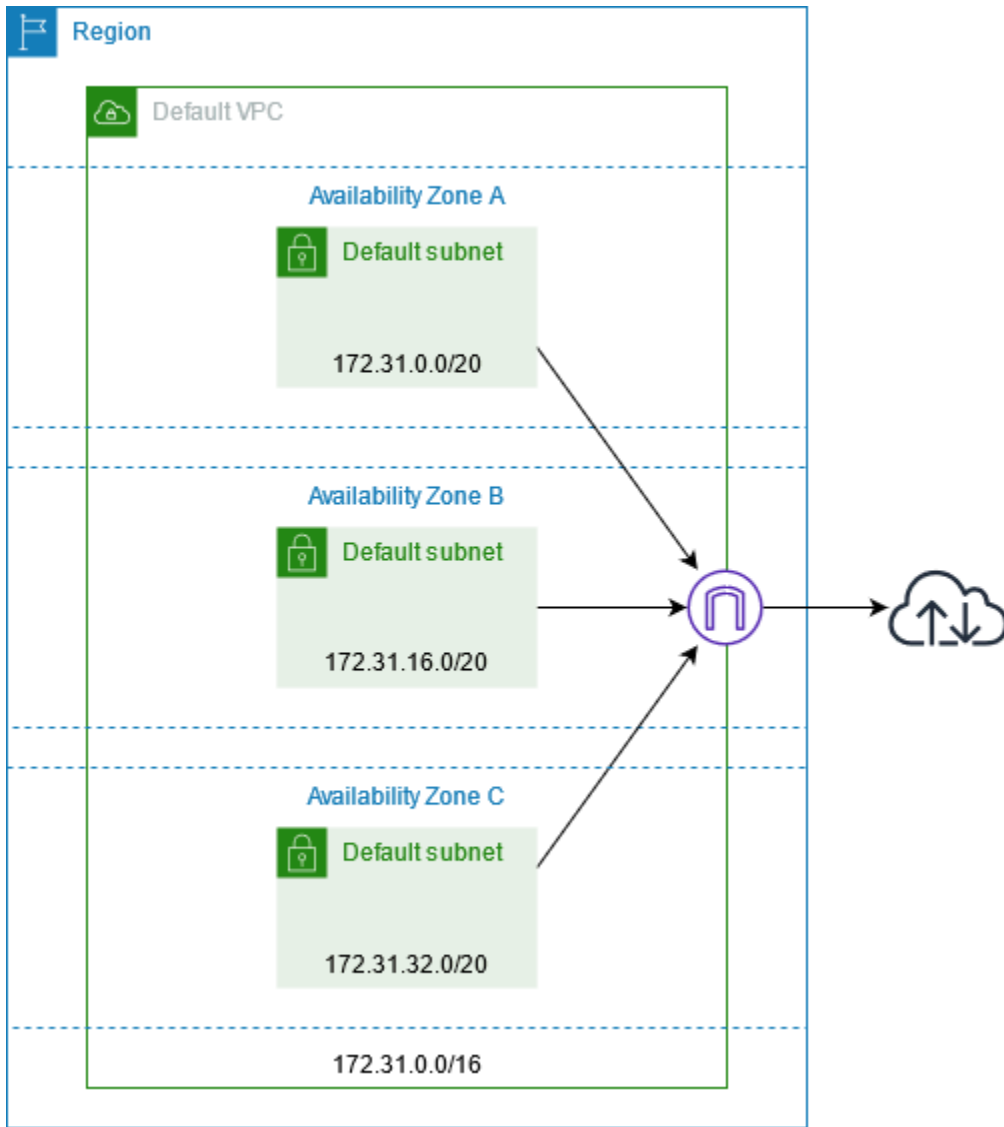 Region
Default VPC
Availability Zone A
Default subnet
172.31.0.0/20
Availability Zone B
Default subnet
172.31.16.0/20
Availability Zone C
Default subnet
172.31.32.0/20
172.31.0.0/16